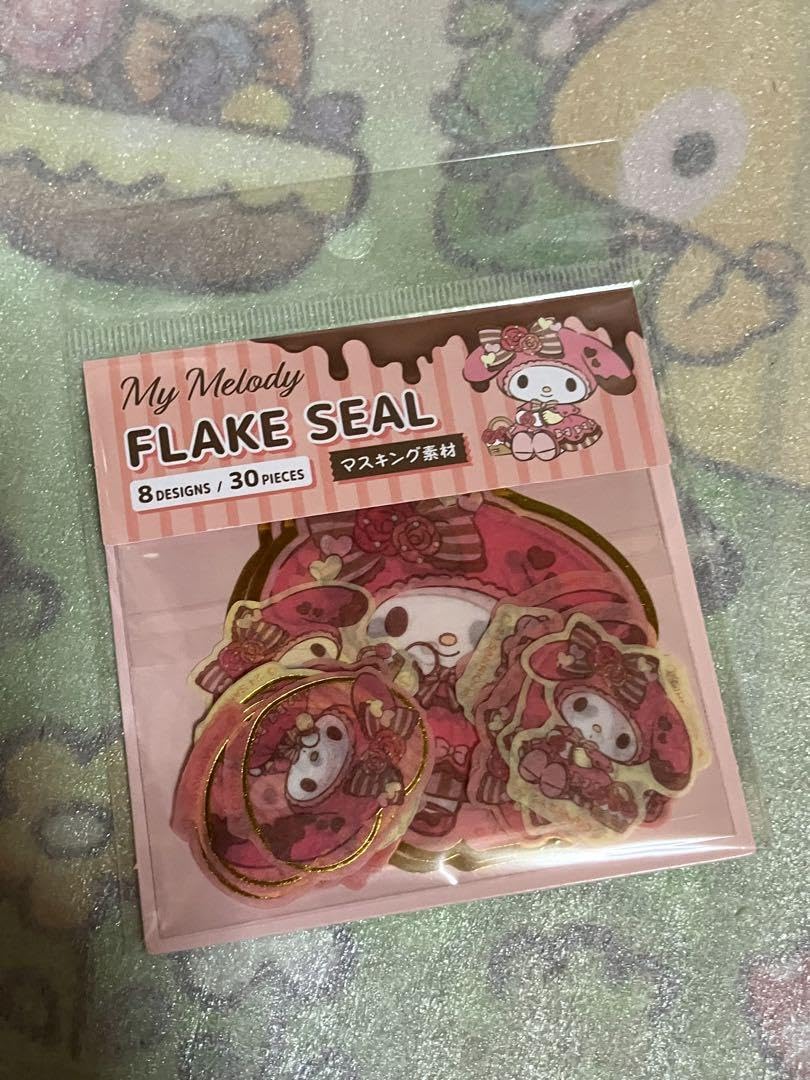 My Melody
FLAKE SEAL
8 DESIGNS / 30 PIECES
マスキング素材